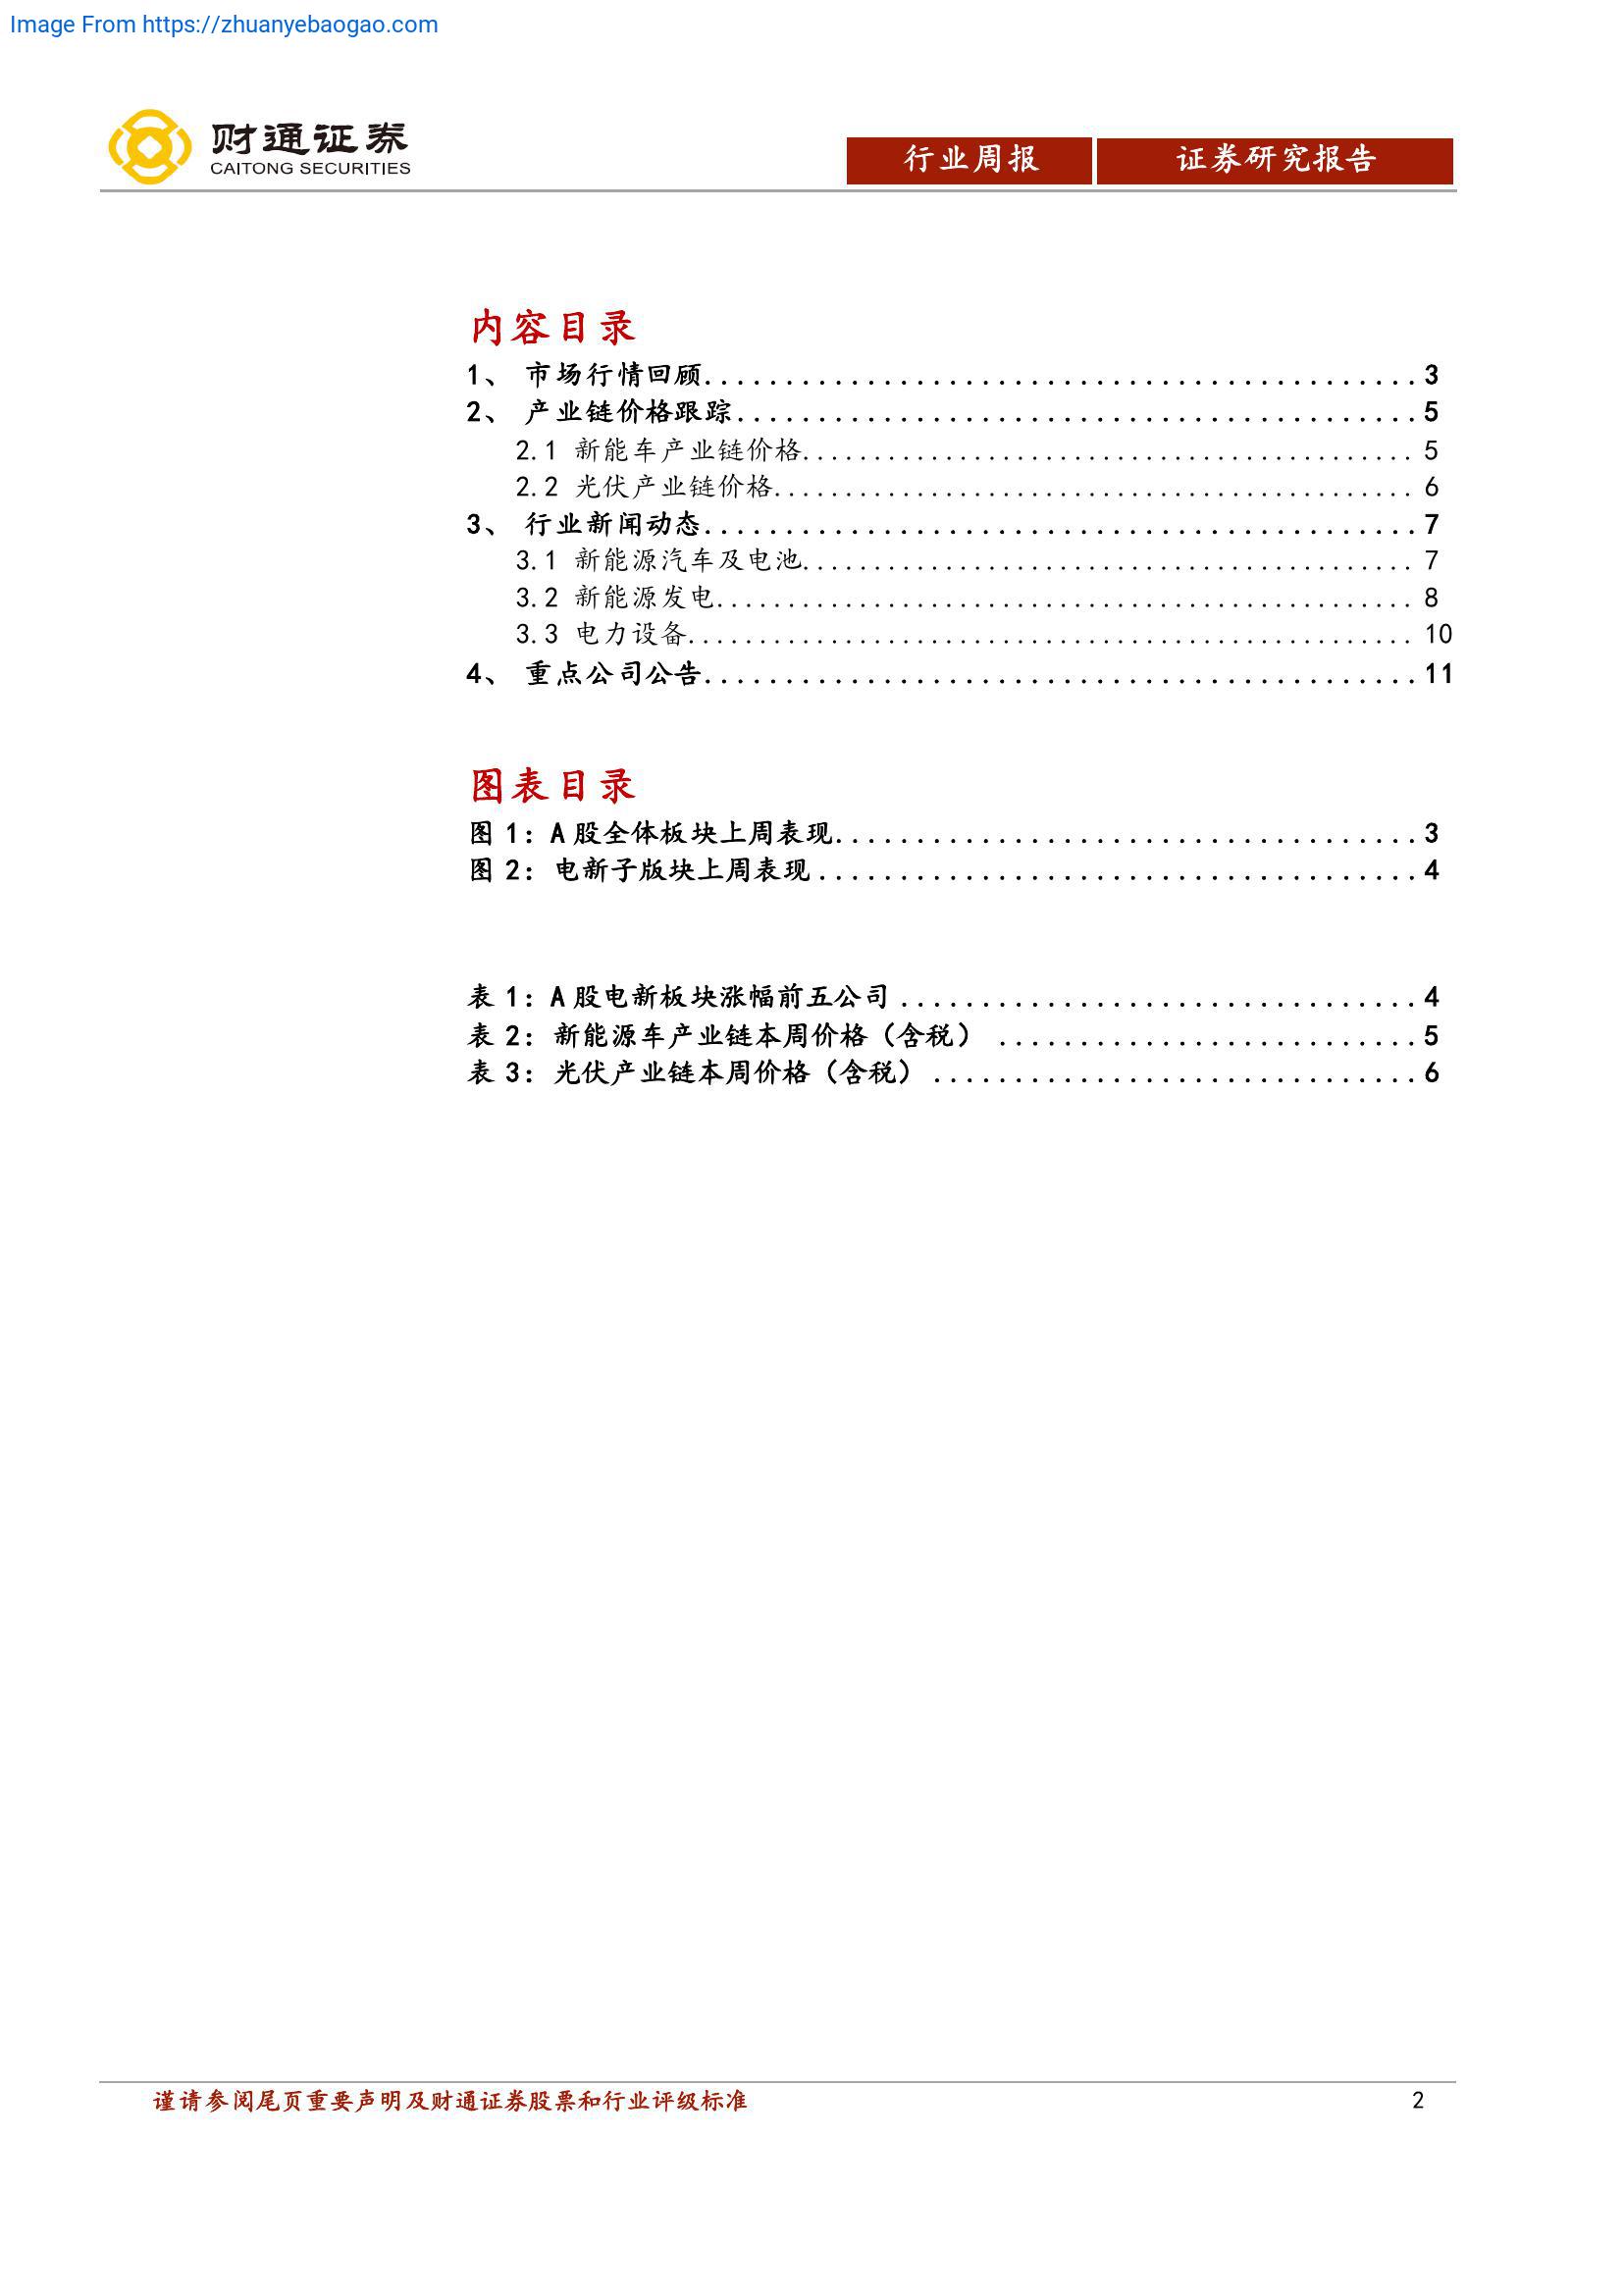 Image From https://zhuanyebaogao.com
财通证券
CAITONG SECURITIES
行业周报 证券研究报告
内容目录
1、 市场行情回顾............................................ 3
2、 产业链价格跟踪.......................................... 5
2.1 新能车产业链价格........................................... 5
2.2 光伏产业链价格............................................. 6
3、 行业新闻动态............................................ 7
3.1 新能源汽车及电池........................................... 7
3.2 新能源发电................................................. 8
3.3 电力设备................................................... 10
4、 重点公司公告............................................ 11
图表目录
图 1：A 股全体板块上周表现.................................... 3
图 2：电新子版块上周表现..................................... 4
表 1：A 股电新板块涨幅前五公司................................ 4
表 2：新能源车产业链本周价格（含税）.......................... 5
表 3：光伏产业链本周价格（含税）.............................. 6
谨请参阅尾页重要声明及财通证券股票和行业评级标准 2